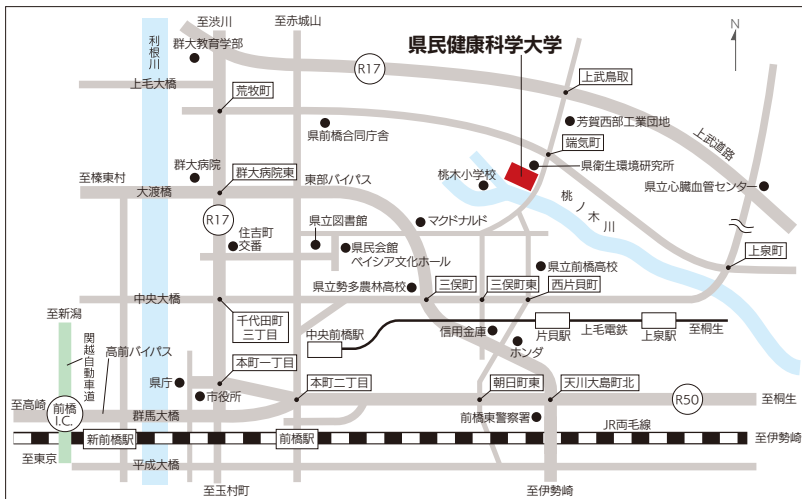 至渋川
至赤城山
N
利根川
群大教育学部
県民健康科学大学
R17
上毛大橋
上武鳥取
荒牧町
芳賀西部工業団地
県前橋合同庁舎
端気町
上武道路
県衛生環境研究所
群大病院
桃木小学校
至榛東村
群大病院東
東部バイパス
県立心臓血管センター
大渡橋
桃ノ木川
R17
県立図書館
マクドナルド
住吉町
交番
県民会館
ベイシア文化ホール
上泉町
県立前橋高校
県立勢多農林高校
三俣町
三俣町東
西片貝町
中央大橋
至新潟
千代田町
三丁目
中央前橋駅
信用金庫
片貝駅
上毛電鉄
上泉駅
至桐生
関越自動車道
高前バイパス
ホンダ
本町一丁目
県庁
市役所
本町二丁目
朝日町東
天川大島町北
R50
至桐生
至高崎
前橋
I.C.
群馬大橋
前橋東警察署
JR両毛線
新前橋駅
前橋駅
至伊勢崎
至東京
平成大橋
至玉村町
至伊勢崎